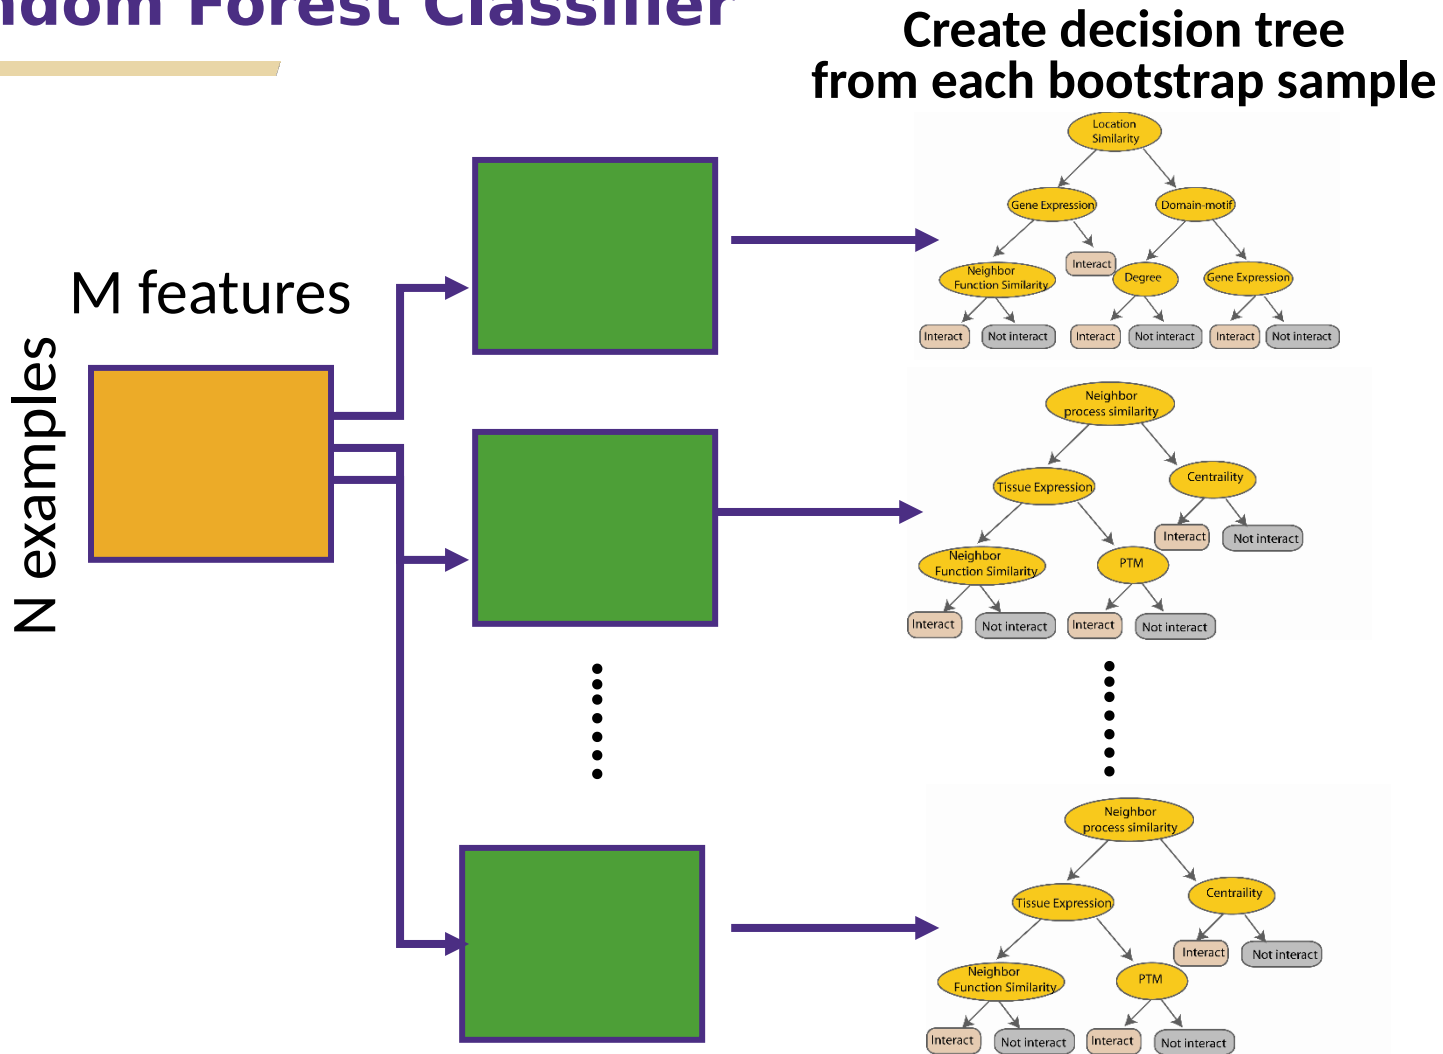 ndom Forest Classifier
Create decision tree
from each bootstrap sample
M features
N examples
Location
Similarity
Gene Expression
Domain-motif
Interact
Neighbor
Function Similarity
Degree
Gene Expression
Interact
Not interact
Interact
Not interact
Interact
Not interact
Neighbor
process similarity
Tissue Expression
Centraility
Interact
Not interact
Neighbor
Function Similarity
PTM
Interact
Not interact
Interact
Not interact
Neighbor
process similarity
Tissue Expression
Centraility
Interact
Not interact
Neighbor
Function Similarity
PTM
Interact
Not interact
Interact
Not interact